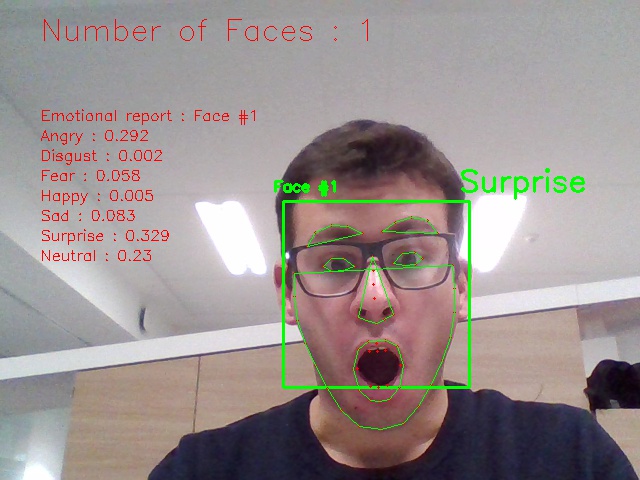 Number of Faces : 1
Emotional report : Face #1
Angry : 0.292
Disgust : 0.002
Fear : 0.058
Happy : 0.005
Sad : 0.083
Surprise : 0.329
Neutral : 0.23
Face #1
Surprise